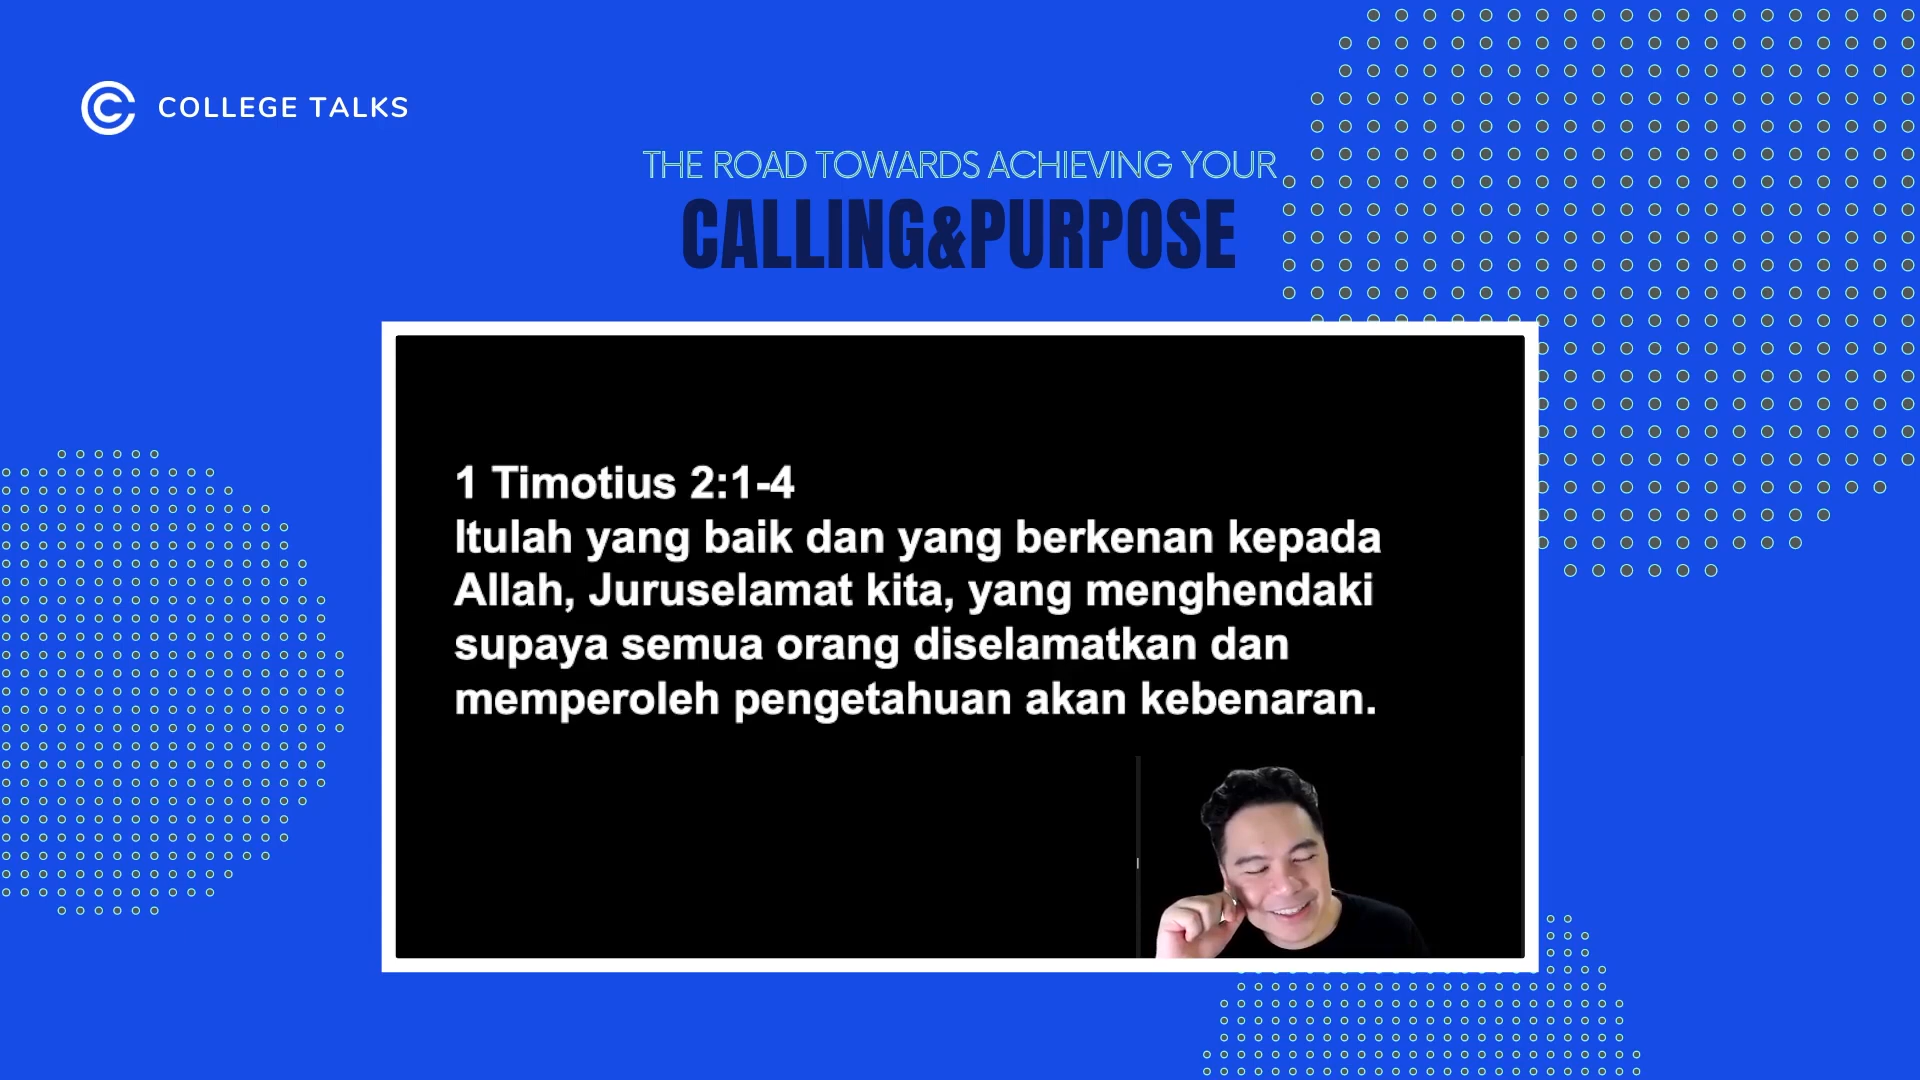 COLLEGE TALKS
THE ROAD TOWARDS ACHIEVING YOUR
CALLING&PURPOSE
1 Timotius 2:1-4
Itulah yang baik dan yang berkenan kepada
Allah, Juruselamat kita, yang menghendaki
supaya semua orang diselamatkan dan
memperoleh pengetahuan akan kebenaran.